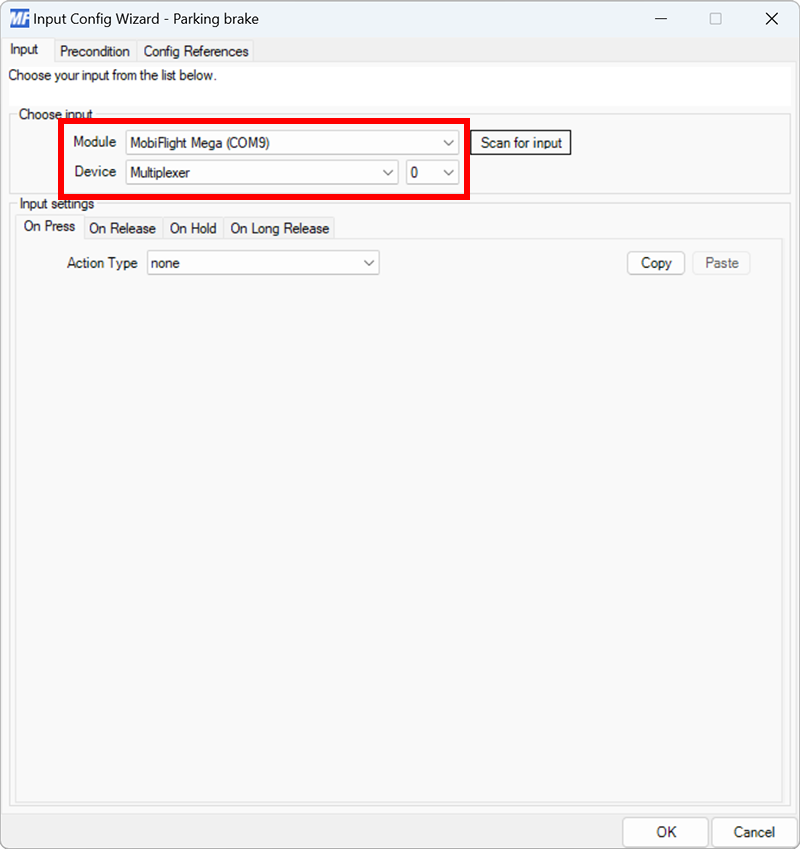 MF Input Config Wizard - Parking brake
Input Precondition Config References
Choose your input from the list below.
Choose input
Module MobiFlight Mega (COM9) Scan for input
Device Multiplexer 0
Input settings
On Press On Release On Hold On Long Release
Action Type none Copy Paste
OK Cancel